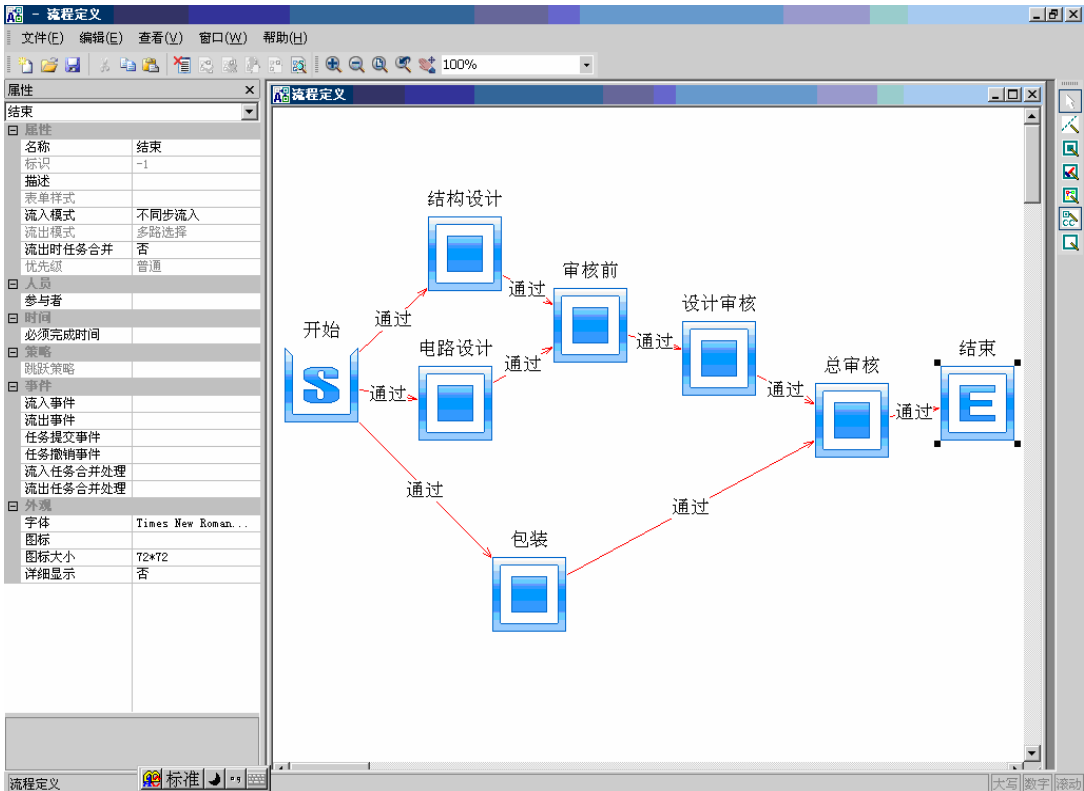 - 流程定义
文件(F) 编辑(E) 查看(V) 窗口(W) 帮助(H)
100%
属性
结束
属性
名称 结束
标识 -1
描述
表单样式
流入模式 不同步流入
流出模式 多路选择
流出时任务合并 否
优先级 普通
人员
参与者
时间
必须完成时间
策略
跳跃策略
事件
流入事件
流出事件
任务提交事件
任务撤销事件
流入任务合并处理
流出任务合并处理
外观
字体 Times New Roman...
图标
图标大小 72*72
详细显示 否
流程定义
结构设计
通过
审核前
开始
通过
设计审核
电路设计
通过
通过
总审核
结束
S
通过
通过
通过
E
通过
通过
包装
CC
流程定义
标准
大写 数字 滚动